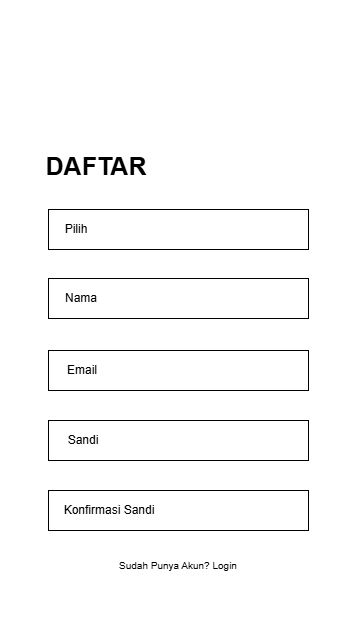 DAFTAR
Pilih
Nama
Email
Sandi
Konfirmasi Sandi
Sudah Punya Akun? Login